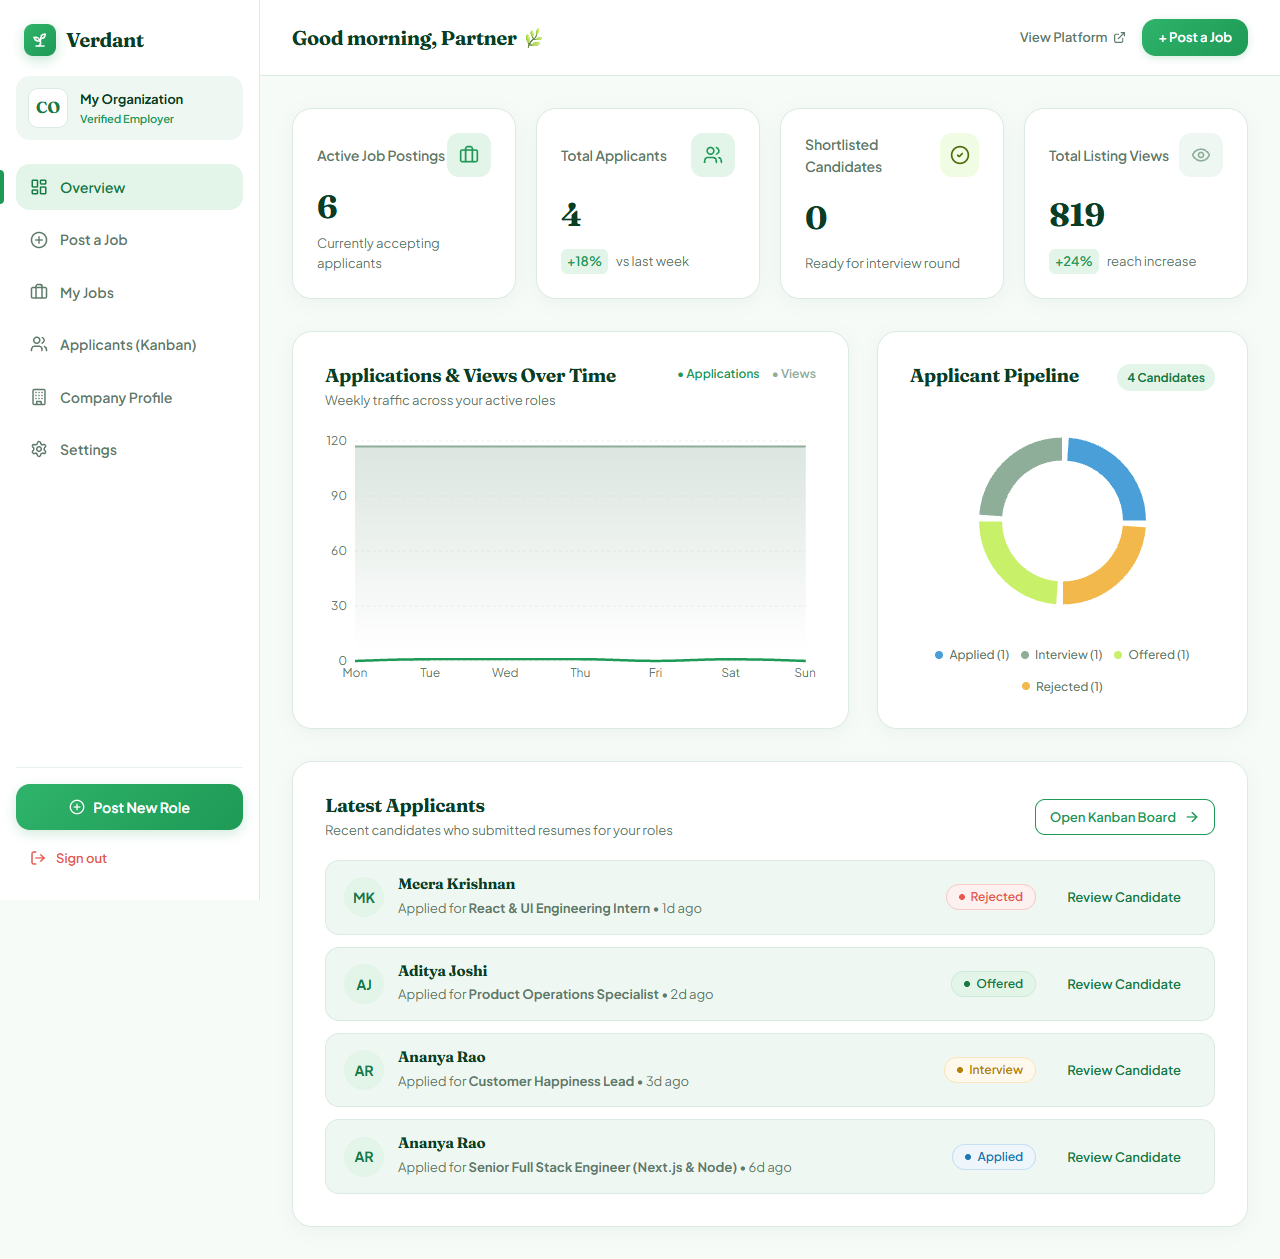 Verdant
CO
My Organization
Verified Employer
Overview
Post a Job
My Jobs
Applicants (Kanban)
Company Profile
Settings
Post New Role
Sign out
Good morning, Partner 🌿
View Platform
+ Post a Job
Active Job Postings
6
Currently accepting
applicants
Total Applicants
4
+18% vs last week
Shortlisted
Candidates
0
Ready for interview round
Total Listing Views
819
+24% reach increase
Applications & Views Over Time
Weekly traffic across your active roles
• Applications • Views
120
90
60
30
0
Mon Tue Wed Thu Fri Sat Sun
Applicant Pipeline
4 Candidates
Applied (1) Interview (1) Offered (1)
Rejected (1)
Latest Applicants
Recent candidates who submitted resumes for your roles
Open Kanban Board
MK
Meera Krishnan
Applied for React & UI Engineering Intern • 1d ago
Rejected
Review Candidate
AJ
Aditya Joshi
Applied for Product Operations Specialist • 2d ago
Offered
Review Candidate
AR
Ananya Rao
Applied for Customer Happiness Lead • 3d ago
Interview
Review Candidate
AR
Ananya Rao
Applied for Senior Full Stack Engineer (Next.js & Node) • 6d ago
Applied
Review Candidate